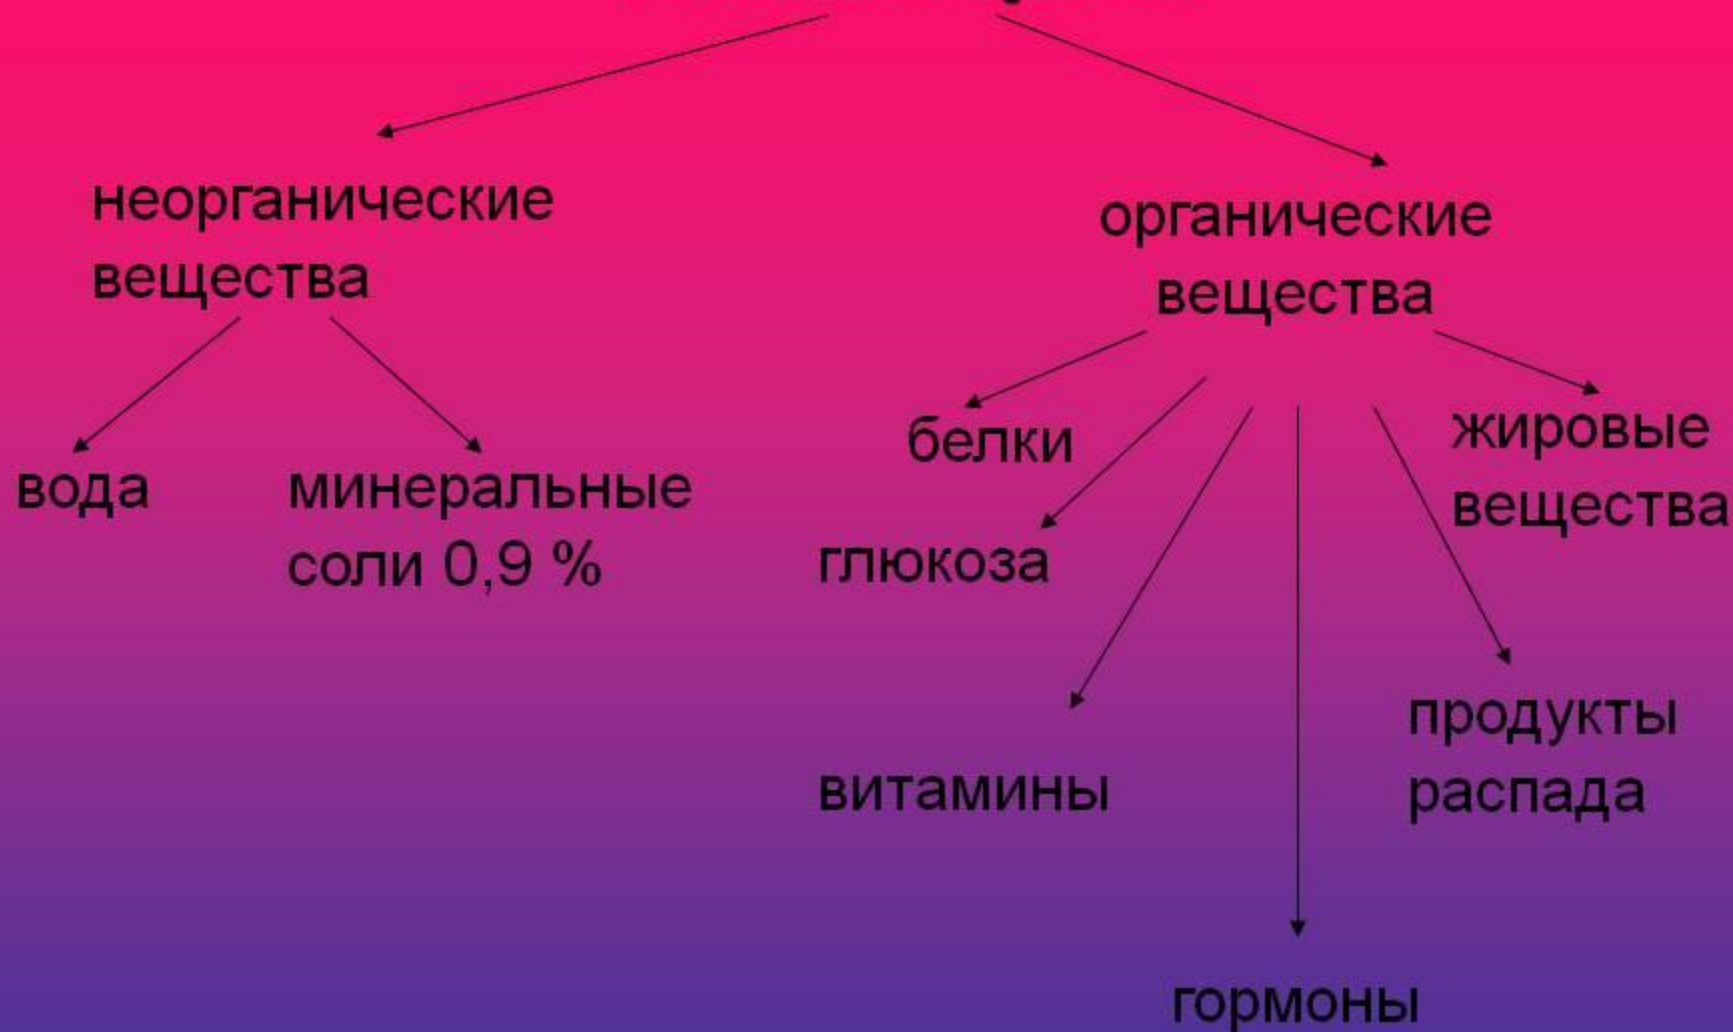 неорганические
вещества
органические
вещества
вода
минеральные
соли 0,9 %
белки
глюкоза
жировые
вещества
витамины
продукты
распада
гормоны